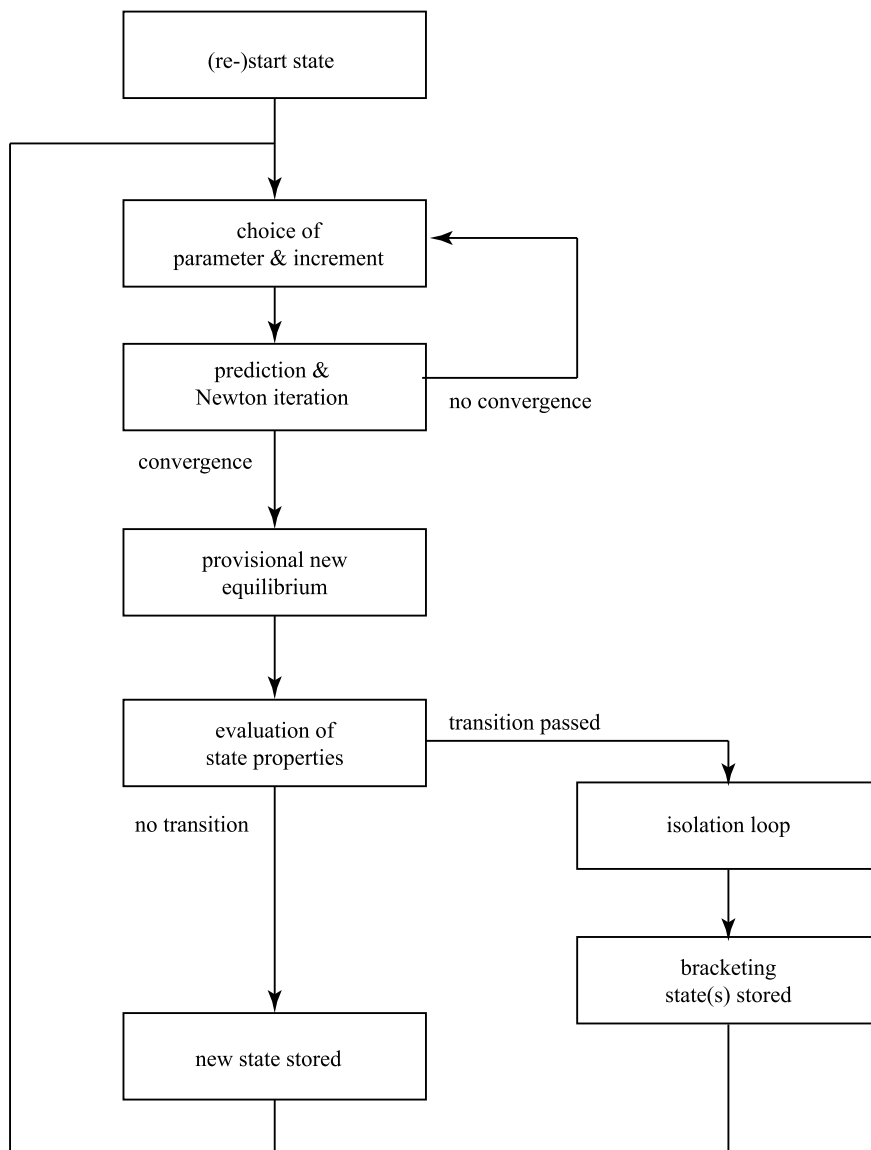 (re-)start state
choice of
parameter & increment
prediction &
Newton iteration
no convergence
convergence
provisional new
equilibrium
evaluation of
state properties
transition passed
no transition
isolation loop
bracketing
state(s) stored
new state stored